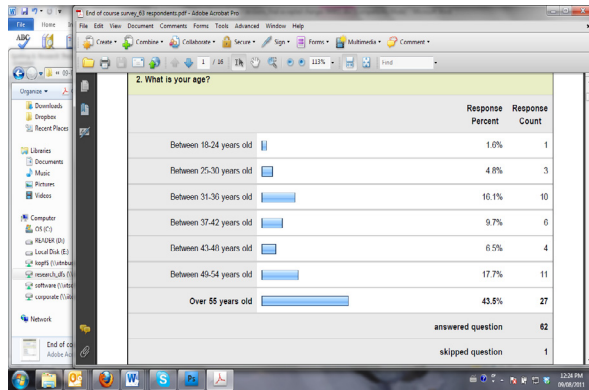 End of course survey_63 respondents.pdf - Adobe Acrobat Pro
File Home
File Edit View Document Comments Forms Tools Advanced Window Help
Create Combine Collaborate Secure Sign Forms Multimedia Comment
1 / 16 113% Find
Organize
Downloads
Dropbox
Recent Places
Libraries
Documents
Music
Pictures
Videos
Computer
OS (C:)
READER (D:)
Local Disk (E:)
Network
End of co
Adobe Ac
2. What is your age?
Response Percent Response Count
Between 18-24 years old 1.6% 1
Between 25-30 years old 4.8% 3
Between 31-36 years old 16.1% 10
Between 37-42 years old 9.7% 6
Between 43-48 years old 6.5% 4
Between 49-54 years old 17.7% 11
Over 55 years old 43.5% 27
answered question 62
skipped question 1
12:24 PM
09/08/2011